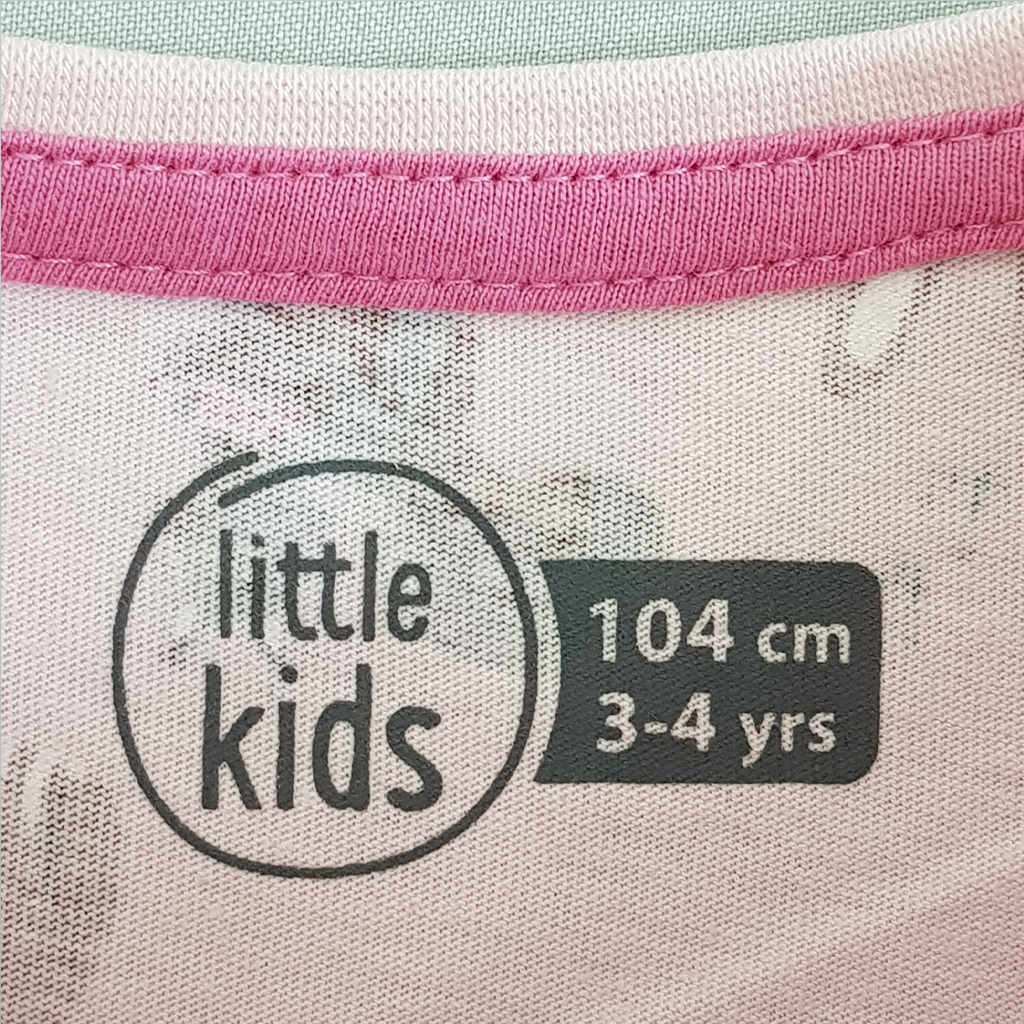 little
kids
104 cm
3-4 yrs